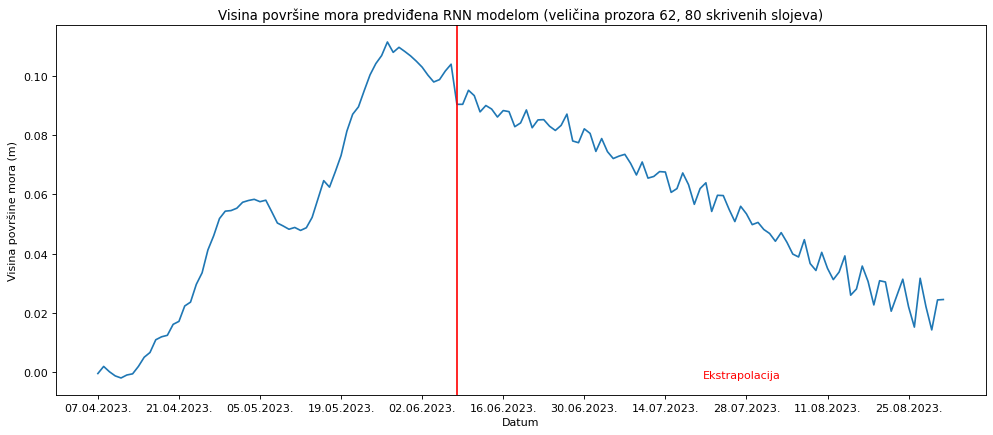 Visina površine mora predviđena RNN modelom (veličina prozora 62, 80 skrivenih slojeva)
Visina površine mora (m)
0.10
0.08
0.06
0.04
0.02
0.00
Ekstrapolacija
07.04.2023. 21.04.2023. 05.05.2023. 19.05.2023. 02.06.2023. 16.06.2023. 30.06.2023. 14.07.2023. 28.07.2023. 11.08.2023. 25.08.2023.
Datum